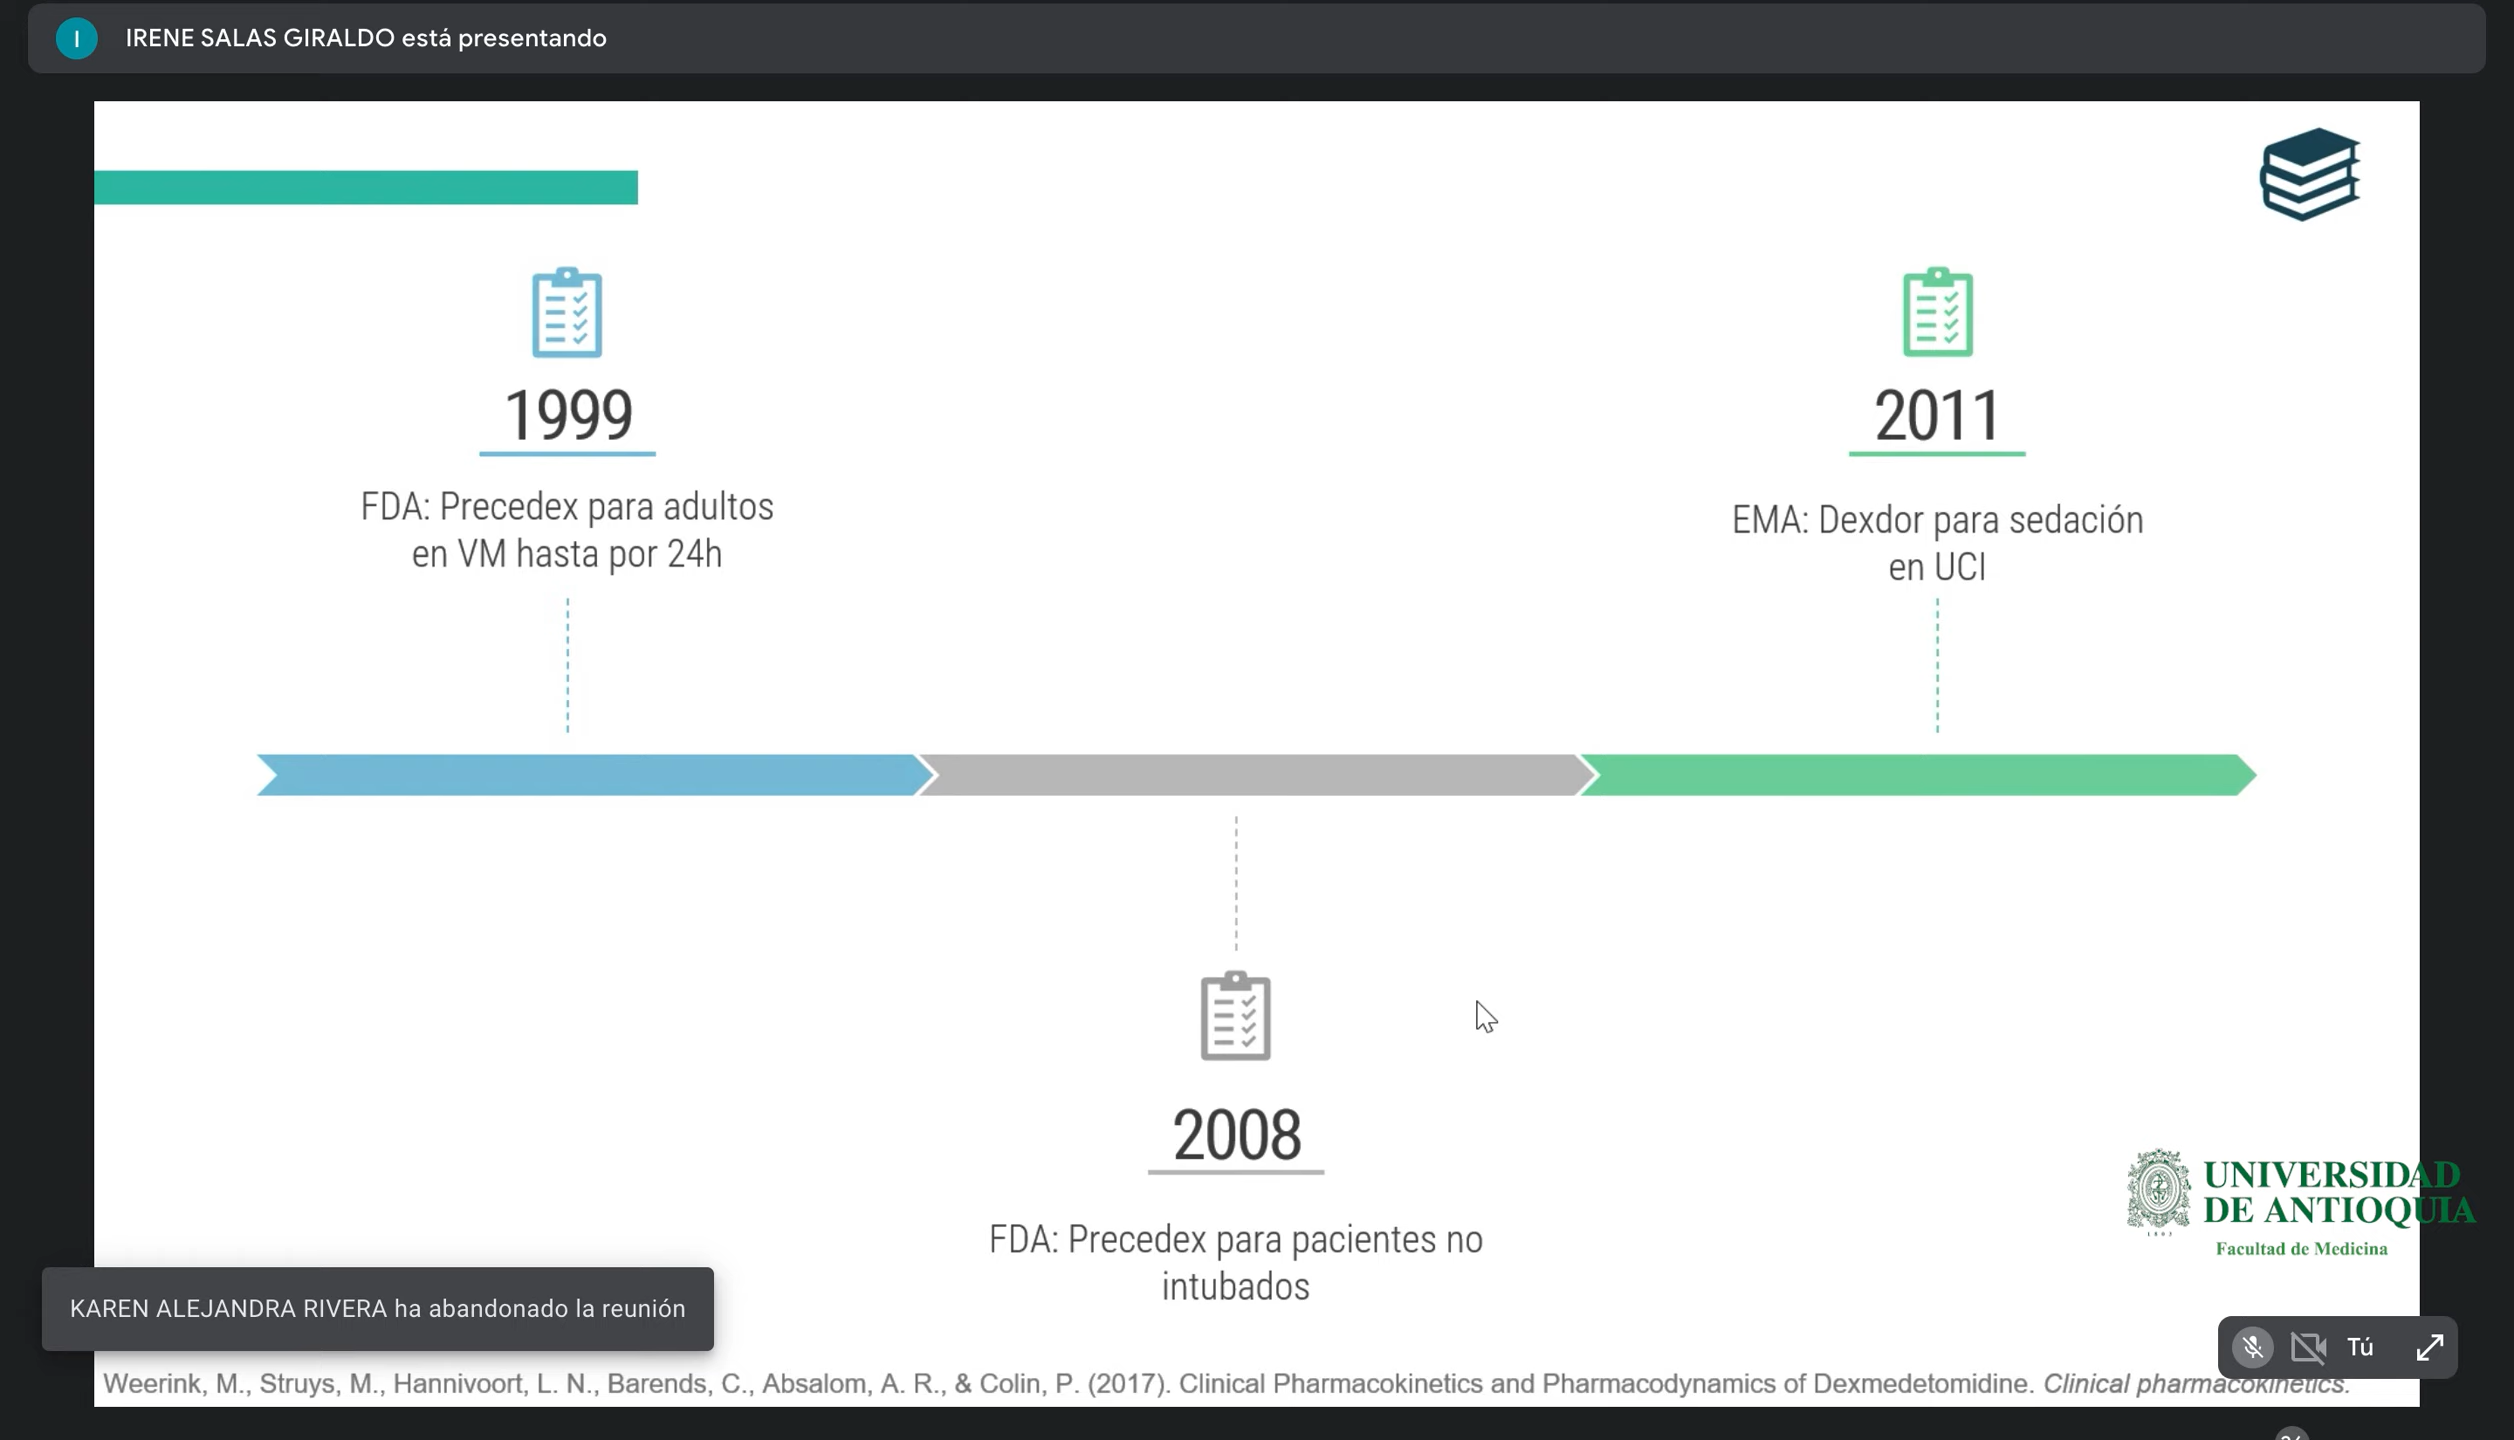 I
IRENE SALAS GIRALDO está presentando
1999
FDA: Precedex para adultos
en VM hasta por 24h
2011
EMA: Dexdor para sedación
en UCI
2008
FDA: Precedex para pacientes no
intubados
UNIVERSIDAD
DE ANTIOQUIA
1803
Facultad de Medicina
KAREN ALEJANDRA RIVERA ha abandonado la reunión
Tú
Weerink, M., Struys, M., Hannivoort, L. N., Barends, C., Absalom, A. R., & Colin, P. (2017). Clinical Pharmacokinetics and Pharmacodynamics of Dexmedetomidine. Clinical pharmacokinetics.